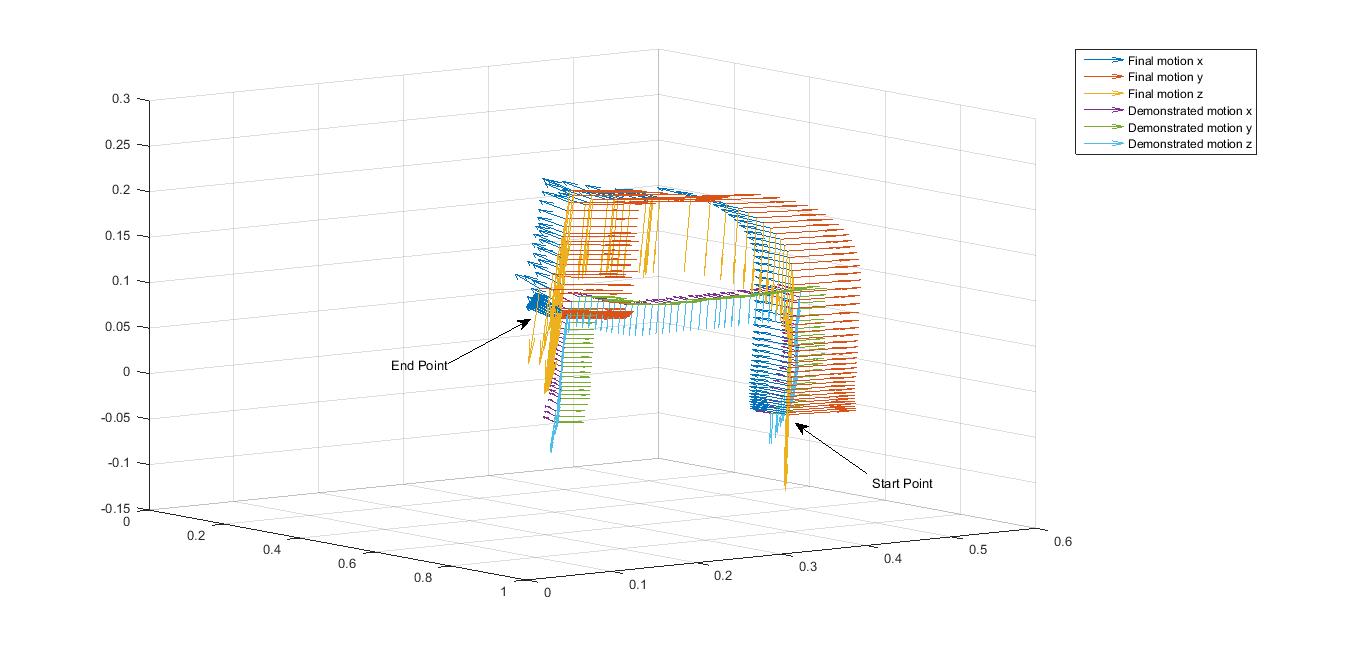 Final motion x
Final motion y
Final motion z
Demonstrated motion x
Demonstrated motion y
Demonstrated motion z
0.3
0.25
0.2
0.15
0.1
0.05
0
-0.05
-0.1
-0.15
End Point
Start Point
0
0.2
0.4
0.6
0.8
1
0
0.1
0.2
0.3
0.4
0.5
0.6